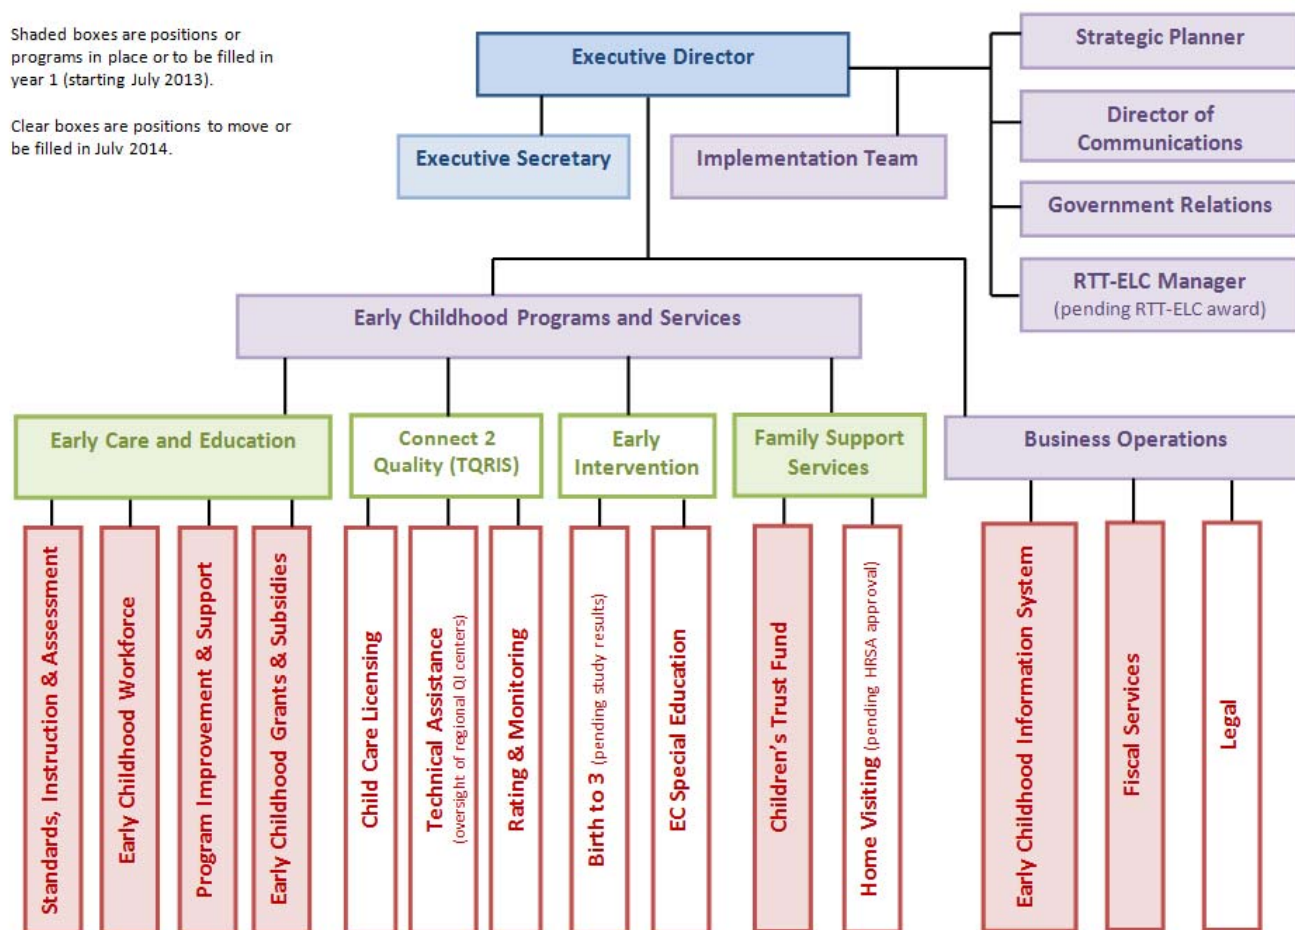 Shaded boxes are positions or
programs in place or to be filled in
year 1 (starting July 2013).
Clear boxes are positions to move or
be filled in July 2014.
Executive Director
Strategic Planner
Executive Secretary
Implementation Team
Director of
Communications
Government Relations
RTT-ELC Manager
(pending RTT-ELC award)
Early Childhood Programs and Services
Early Care and Education
Connect 2
Quality (TQRIS)
Early
Intervention
Family Support
Services
Business Operations
Standards, Instruction & Assessment
Early Childhood Workforce
Program Improvement & Support
Early Childhood Grants & Subsidies
Child Care Licensing
Technical Assistance
(oversight of regional QI centers)
Rating & Monitoring
Birth to 3 (pending study results)
EC Special Education
Children's Trust Fund
Home Visiting (pending HRSA approval)
Early Childhood Information System
Fiscal Services
Legal